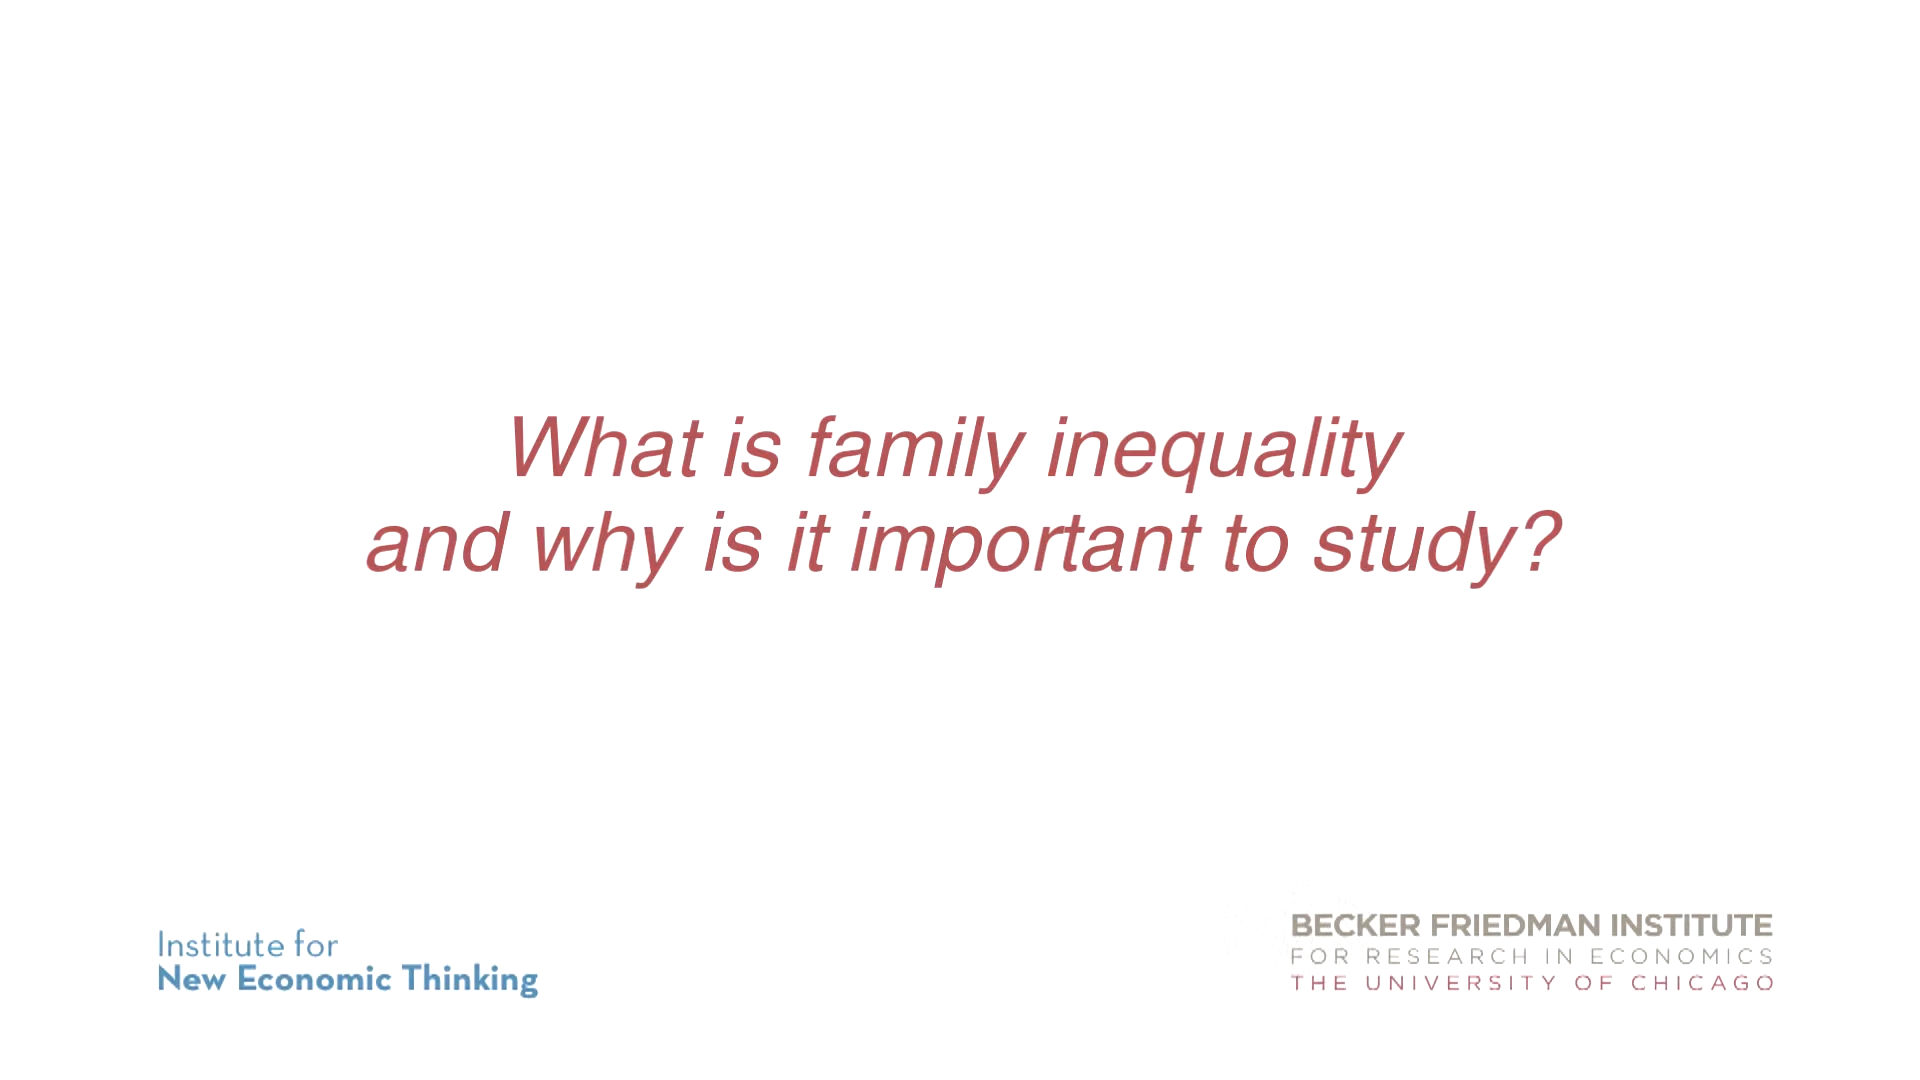 What is family inequality
and why is it important to study?
Institute for
New Economic Thinking
BECKER FRIEDMAN INSTITUTE
FOR RESEARCH IN ECONOMICS
THE UNIVERSITY OF CHICAGO